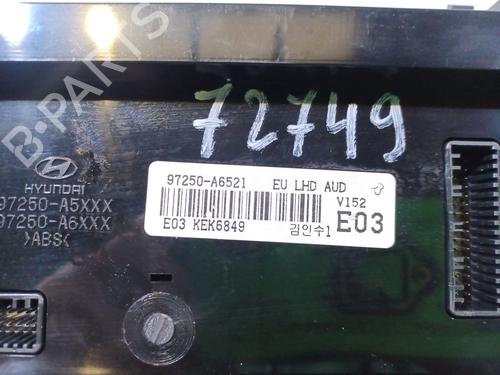 B-PARTS
72749
HYUNDAI
97250-A5XXX
97250-A6XXX
>ABS<
97250-A6521 EU LHD AUD
V152
E03 KEK6849 김인수1 E03